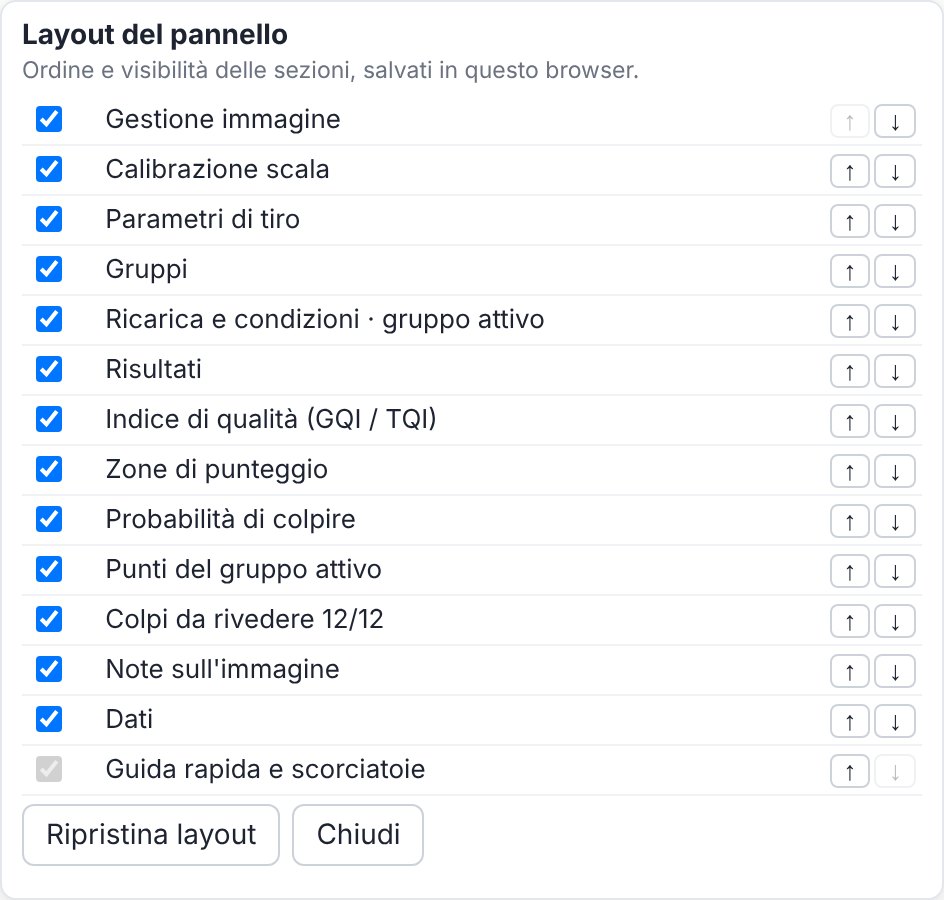 Layout del pannello
Ordine e visibilità delle sezioni, salvati in questo browser.
Gestione immagine ↑ ↓
Calibrazione scala ↑ ↓
Parametri di tiro ↑ ↓
Gruppi ↑ ↓
Ricarica e condizioni · gruppo attivo ↑ ↓
Risultati ↑ ↓
Indice di qualità (GQI / TQI) ↑ ↓
Zone di punteggio ↑ ↓
Probabilità di colpire ↑ ↓
Punti del gruppo attivo ↑ ↓
Colpi da rivedere 12/12 ↑ ↓
Note sull'immagine ↑ ↓
Dati ↑ ↓
Guida rapida e scorciatoie ↑ ↓
Ripristina layout Chiudi